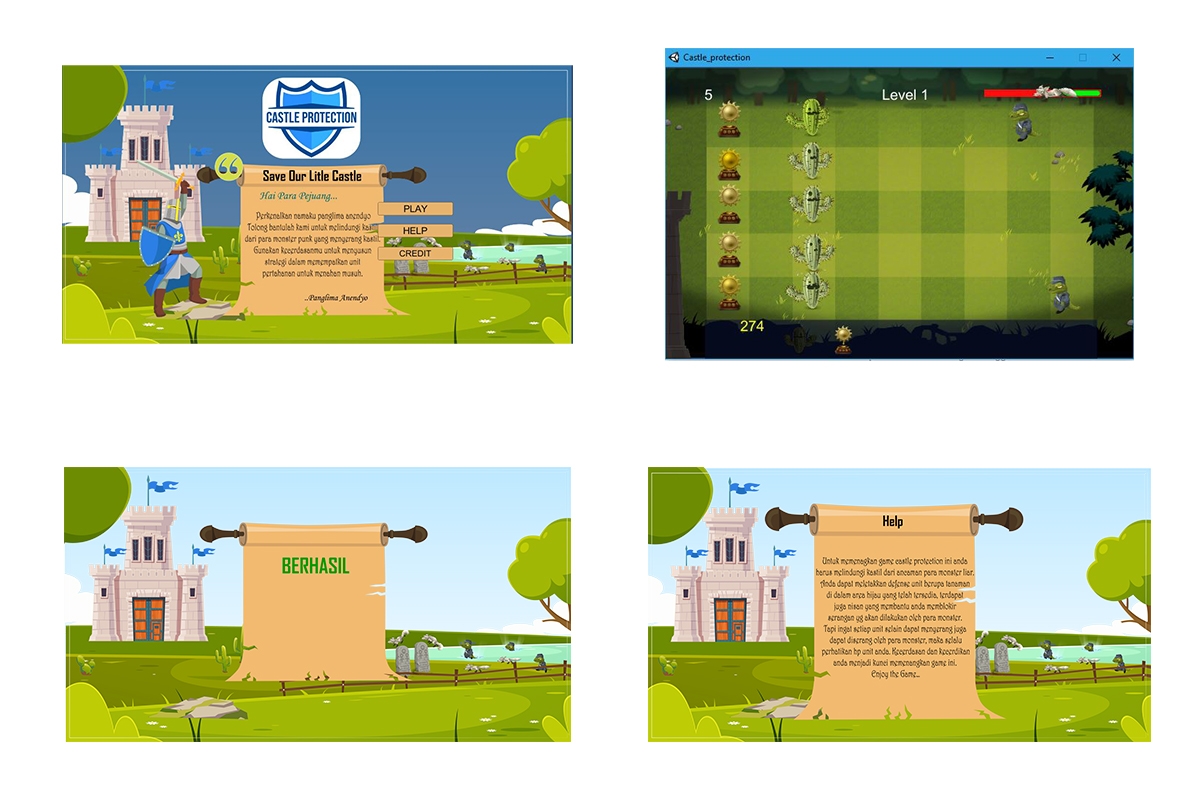 CASTLE PROTECTION
Save Our Litle Castle
Hai Para Pejuang...
Perkenalkan namaku panglima anendyo
Tolong bantulah kami untuk melindungi
dari para monster punk yang menyerang kastil.
Gunakan kecerdasanmu untuk menyusun
strategi dalam menempatkan unit
pertahanan untuk menahan musuh.
..Panglima Anendyo
PLAY
HELP
CREDIT
Castle_protection
5
Level 1
274
BERHASIL
Help
Untuk memenagkan game castle protection ini anda
harus melindungi kastil dari ancaman para monster liar.
Anda dapat meletakkan defense unit berupa tanaman
di dalam area hijau yang telah tersedia, terdapat
juga nisan yang membantu anda memblokir
serangan yg akan dilakukan oleh para monster.
Tapi ingat setiap unit selain dapat menyerang juga
dapat diserang oleh para monster, maka selalu
perhatikan hp unit anda. Kecerdasan dan kecerdikan
anda menjadi kunci memenangkan game ini.
Enjoy the Game...